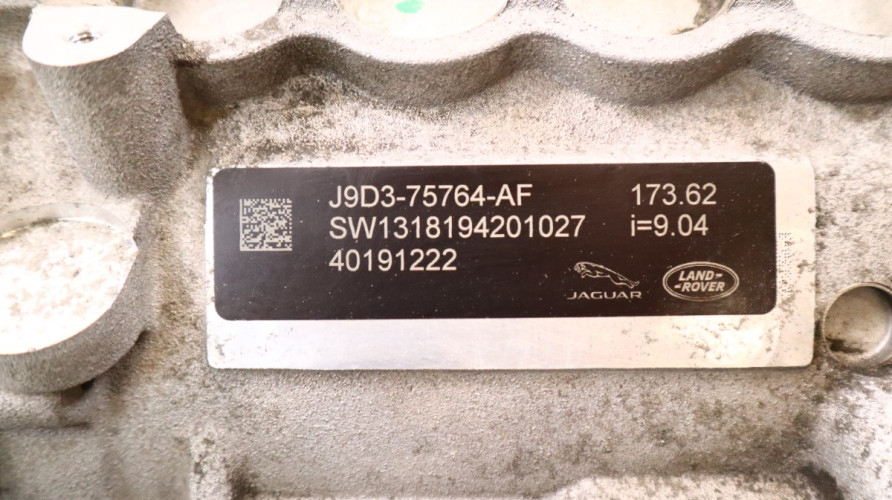 J9D3-75764-AF 173.62
SW1318194201027 i=9.04
40191222
JAGUAR
LAND-
-ROVER